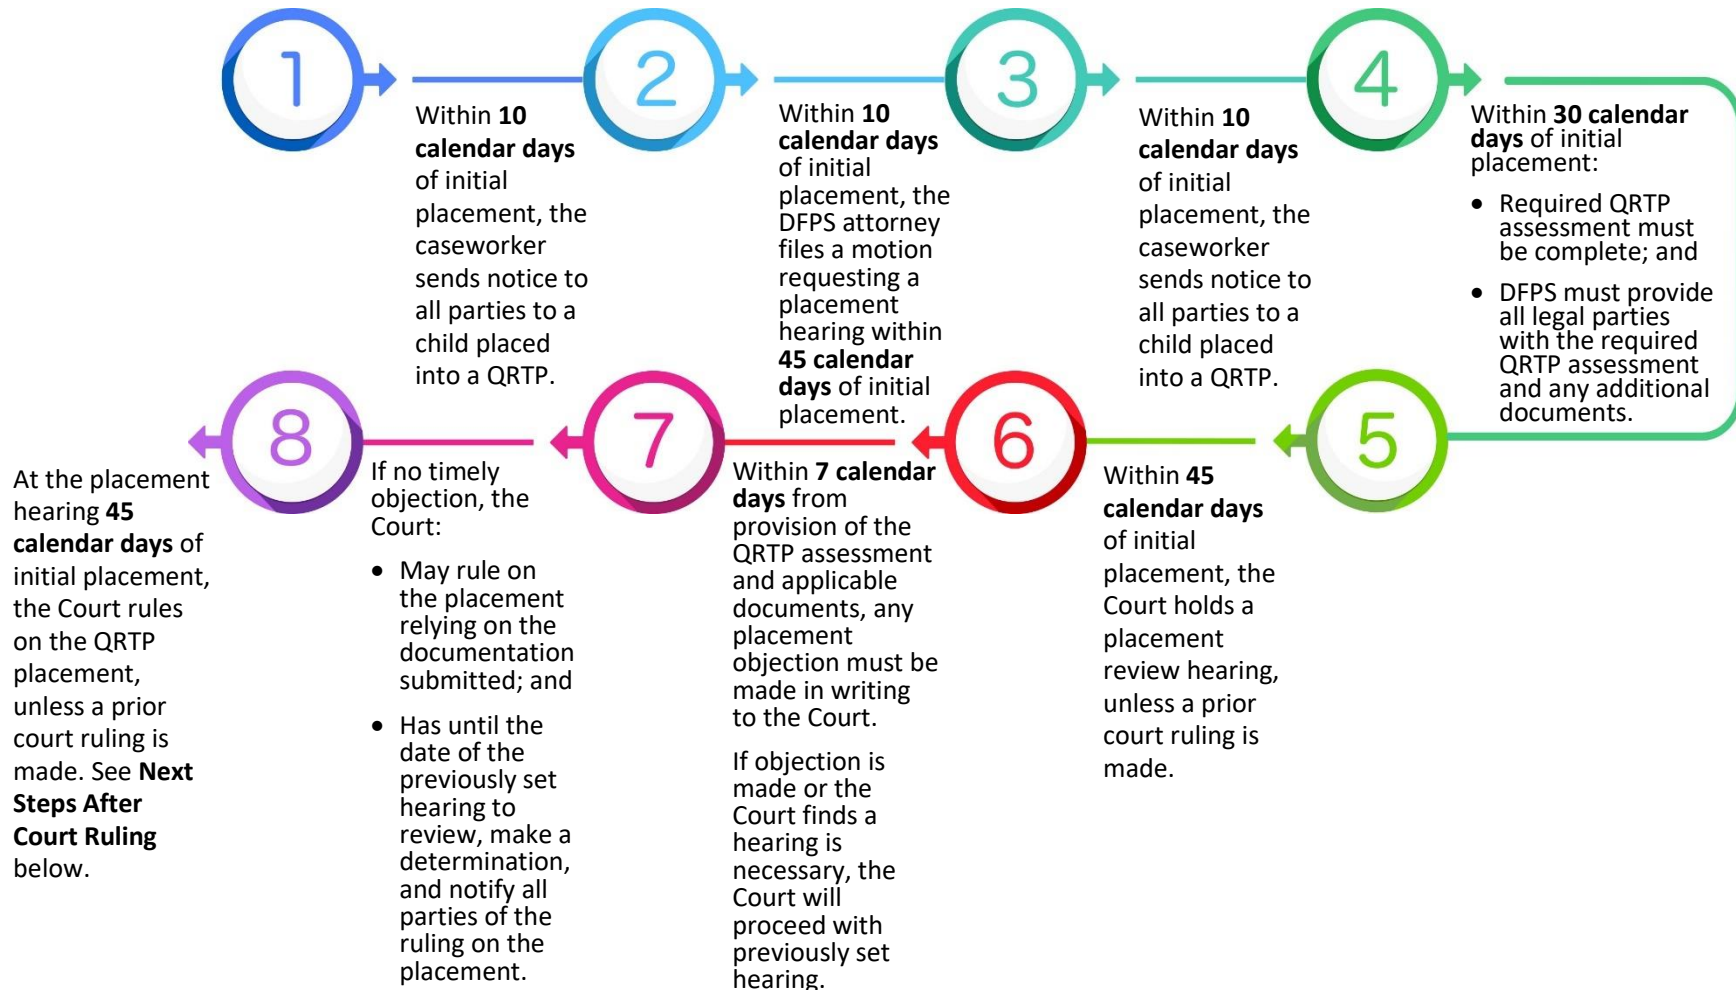 1
Within 10
calendar days
of initial
placement, the
caseworker
sends notice to
all parties to a
child placed
into a QRTP.
2
Within 10
calendar days
of initial
placement, the
DFPS attorney
files a motion
requesting a
placement
hearing within
45 calendar
days of initial
placement.
3
Within 10
calendar days
of initial
placement, the
caseworker
sends notice to
all parties to a
child placed
into a QRTP.
4
Within 30 calendar
days of initial
placement:
• Required QRTP
assessment must
be complete; and
• DFPS must provide
all legal parties
with the required
QRTP assessment
and any additional
documents.
5
Within 45
calendar days
of initial
placement, the
Court holds a
placement
review hearing,
unless a prior
court ruling is
made.
6
Within 7 calendar
days from
provision of the
QRTP assessment
and applicable
documents, any
placement
objection must be
made in writing
to the Court.
If objection is
made or the
Court finds a
hearing is
necessary, the
Court will
proceed with
previously set
hearing.
7
If no timely
objection, the
Court:
• May rule on
the placement
relying on the
documentation
submitted; and
• Has until the
date of the
previously set
hearing to
review, make a
determination,
and notify all
parties of the
ruling on the
placement.
8
At the placement
hearing 45
calendar days of
initial placement,
the Court rules
on the QRTP
placement,
unless a prior
court ruling is
made. See Next
Steps After
Court Ruling
below.